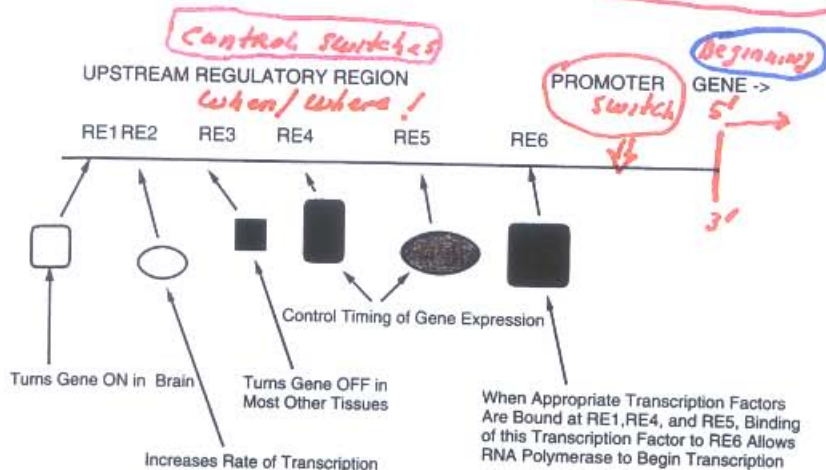 Control Switches
Beginning
UPSTREAM REGULATORY REGION
PROMOTER
GENE ->
When/Where!
Switch
5'
RE1 RE2 RE3 RE4 RE5 RE6
3'
Control Timing of Gene Expression
Turns Gene ON in Brain
Turns Gene OFF in
Most Other Tissues
When Appropriate Transcription Factors
Are Bound at RE1,RE4, and RE5, Binding
of this Transcription Factor to RE6 Allows
RNA Polymerase to Begin Transcription
Increases Rate of Transcription